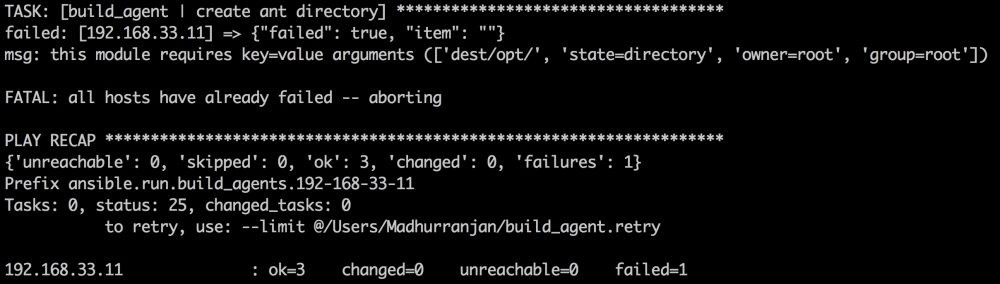 TASK: [build_agent | create ant directory] ************************************
failed: [192.168.33.11] => {"failed": true, "item": ""}
msg: this module requires key=value arguments (['dest/opt/', 'state=directory', 'owner=root', 'group=root'])
FATAL: all hosts have already failed -- aborting
PLAY RECAP ********************************************************************
{'unreachable': 0, 'skipped': 0, 'ok': 3, 'changed': 0, 'failures': 1}
Prefix ansible.run.build_agents.192-168-33-11
Tasks: 0, status: 25, changed_tasks: 0
to retry, use: --limit @/Users/Madhurranjan/build_agent.retry
192.168.33.11 : ok=3 changed=0 unreachable=0 failed=1